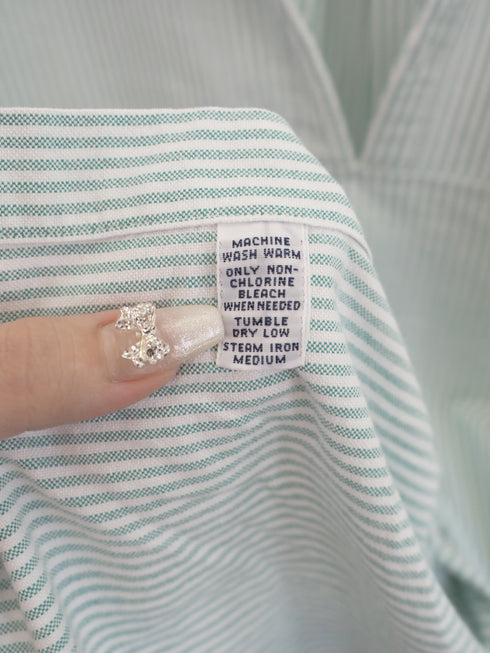 MACHINE
WASH WARM
ONLY NON-
CHLORINE
BLEACH
WHEN NEEDED
TUMBLE
DRY LOW
STEAM IRON
MEDIUM